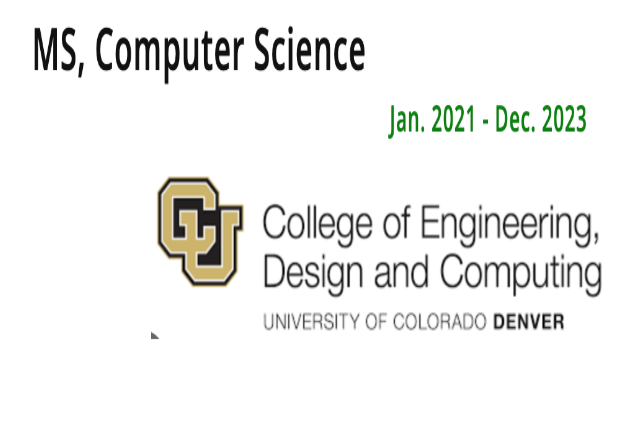 MS, Computer Science
Jan. 2021 - Dec. 2023
CU
College of Engineering,
Design and Computing
UNIVERSITY OF COLORADO DENVER